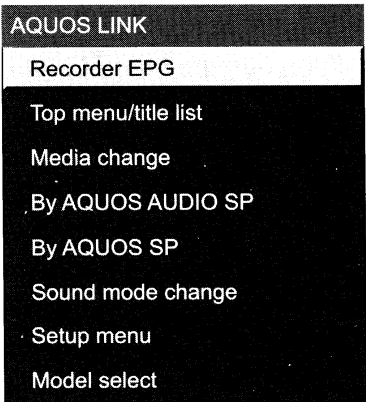 AQUOS LINK
Recorder EPG
Top menu/title list
Media change
By AQUOS AUDIO SP
By AQUOS SP
Sound mode change
Setup menu
Model select